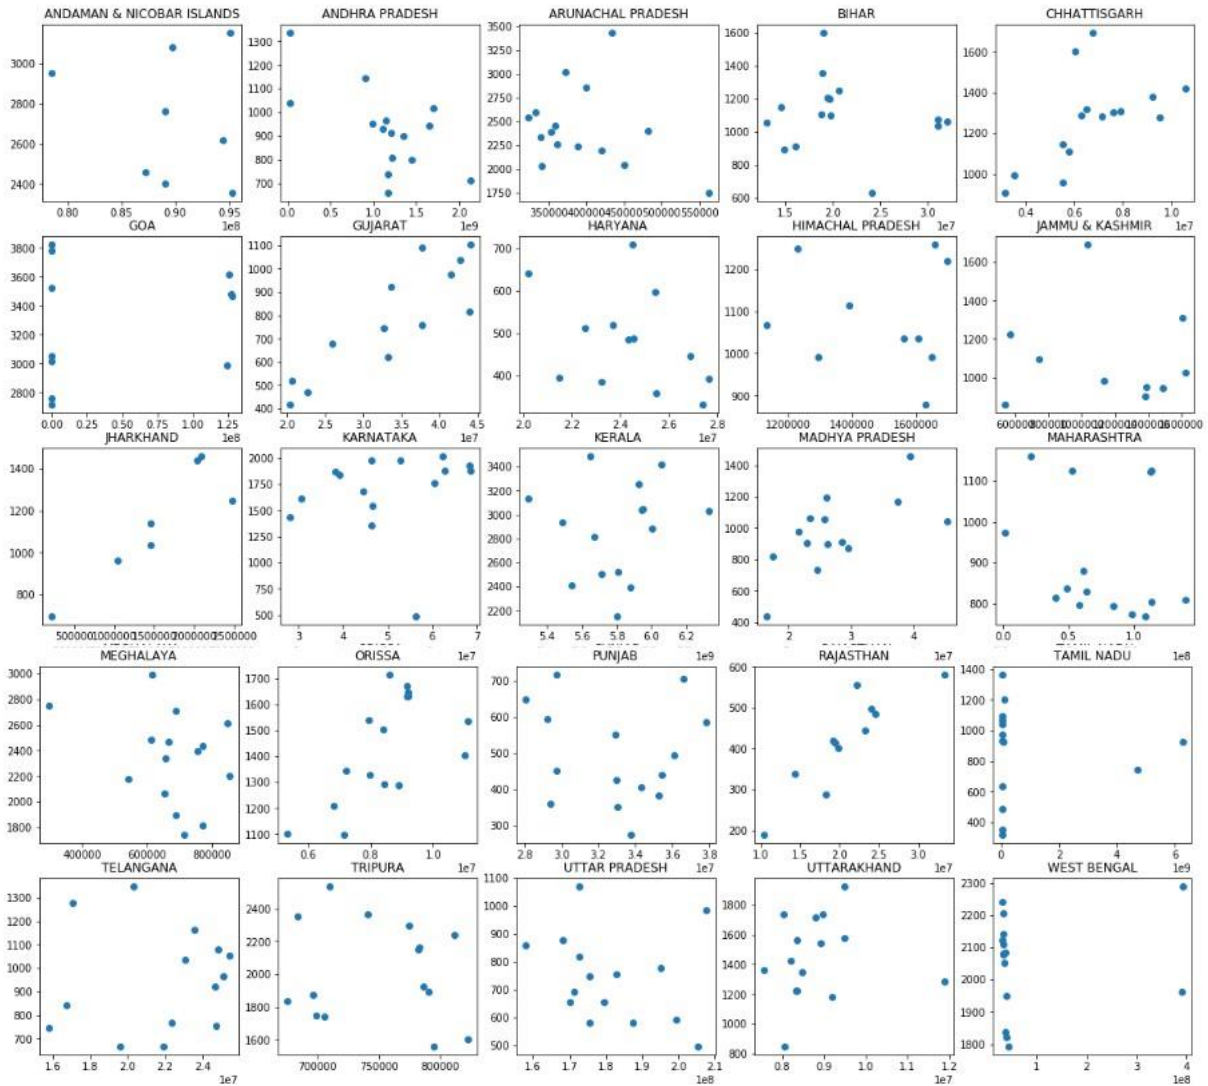 ANDAMAN & NICOBAR ISLANDS
3000
2800
2600
2400
0.80 0.85 0.90 0.95
1e8
ANDHRA PRADESH
1300
1200
1100
1000
900
800
700
0.0 0.5 1.0 1.5 2.0
1e9
ARUNACHAL PRADESH
3500
3250
3000
2750
2500
2250
2000
1750
350000 400000 450000 500000 550000
BIHAR
1600
1400
1200
1000
800
600
1.5 2.0 2.5 3.0
1e7
CHHATTISGARH
1600
1400
1200
1000
0.4 0.6 0.8 1.0
1e7
GOA
3800
3600
3400
3200
3000
2800
0.00 0.25 0.50 0.75 1.00 1.25
1e8
GUJARAT
1100
1000
900
800
700
600
500
400
2.0 2.5 3.0 3.5 4.0 4.5
1e7
HARYANA
700
600
500
400
2.0 2.2 2.4 2.6 2.8
1e7
HIMACHAL PRADESH
1200
1100
1000
900
1200000 1400000 1600000
JAMMU & KASHMIR
1600
1400
1200
1000
600000 800000 1000000 1200000 1400000 1600000
JHARKHAND
1400
1200
1000
800
500000 1000000 1500000 2000000 2500000
KARNATAKA
2000
1750
1500
1250
1000
750
500
3 4 5 6 7
1e7
KERALA
3400
3200
3000
2800
2600
2400
2200
5.4 5.6 5.8 6.0 6.2
1e9
MADHYA PRADESH
1400
1200
1000
800
600
400
2 3 4
1e7
MAHARASHTRA
1100
1000
900
800
0.0 0.5 1.0
1e8
MEGHALAYA
3000
2800
2600
2400
2200
2000
1800
400000 600000 800000
ORISSA
1700
1600
1500
1400
1300
1200
1100
0.6 0.8 1.0
1e7
PUNJAB
700
600
500
400
300
2.8 3.0 3.2 3.4 3.6 3.8
1e7
RAJASTHAN
600
500
400
300
200
1.0 1.5 2.0 2.5 3.0
1e7
TAMIL NADU
1400
1200
1000
800
600
400
0 2 4 6
1e9
TELANGANA
1300
1200
1100
1000
900
800
700
1.6 1.8 2.0 2.2 2.4
1e7
TRIPURA
2400
2200
2000
1800
1600
700000 750000 800000
UTTAR PRADESH
1100
1000
900
800
700
600
500
1.6 1.7 1.8 1.9 2.0 2.1
1e8
UTTARAKHAND
1800
1600
1400
1200
1000
800
0.8 0.9 1.0 1.1 1.2
1e7
WEST BENGAL
2300
2200
2100
2000
1900
1800
1 2 3 4
1e8